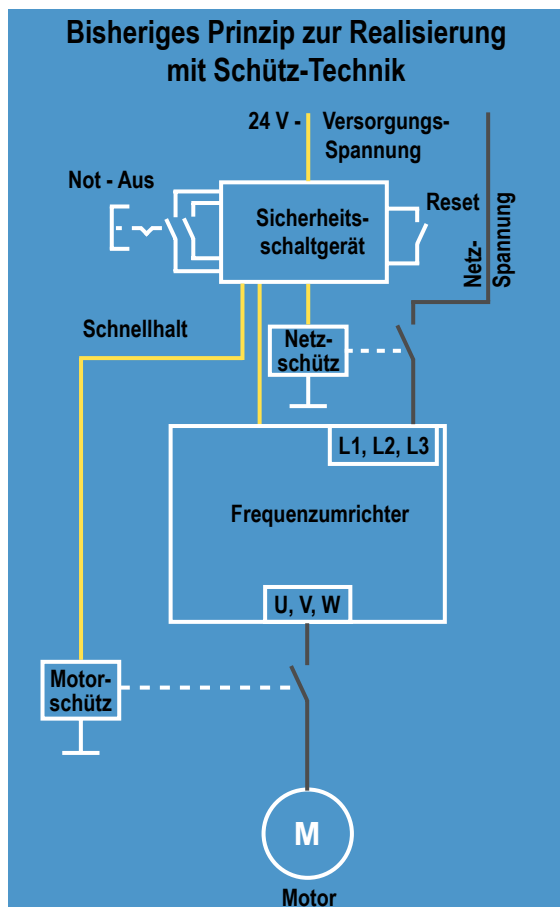 Bisheriges Prinzip zur Realisierung
mit Schütz-Technik
24 V - Versorgungs-
Spannung
Not - Aus
Sicherheits-
schaltgerät
Reset
Netz-
Spannung
Schnellhalt
Netz-
schütz
L1, L2, L3
Frequenzumrichter
U, V, W
Motor-
schütz
M
Motor